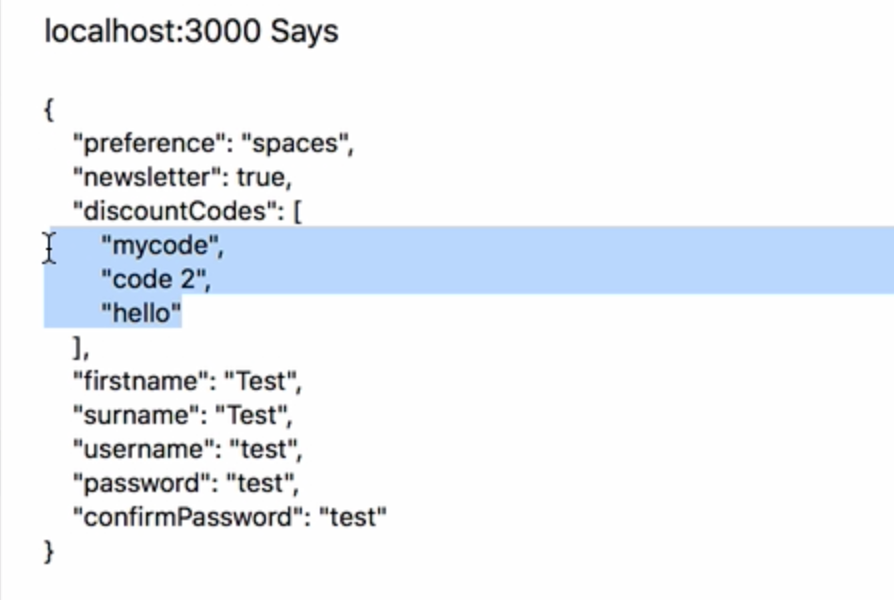 localhost:3000 Says
{
"preference": "spaces",
"newsletter": true,
"discountCodes": [
"mycode",
"code 2",
"hello"
],
"firstname": "Test",
"surname": "Test",
"username": "test",
"password": "test",
"confirmPassword": "test"
}